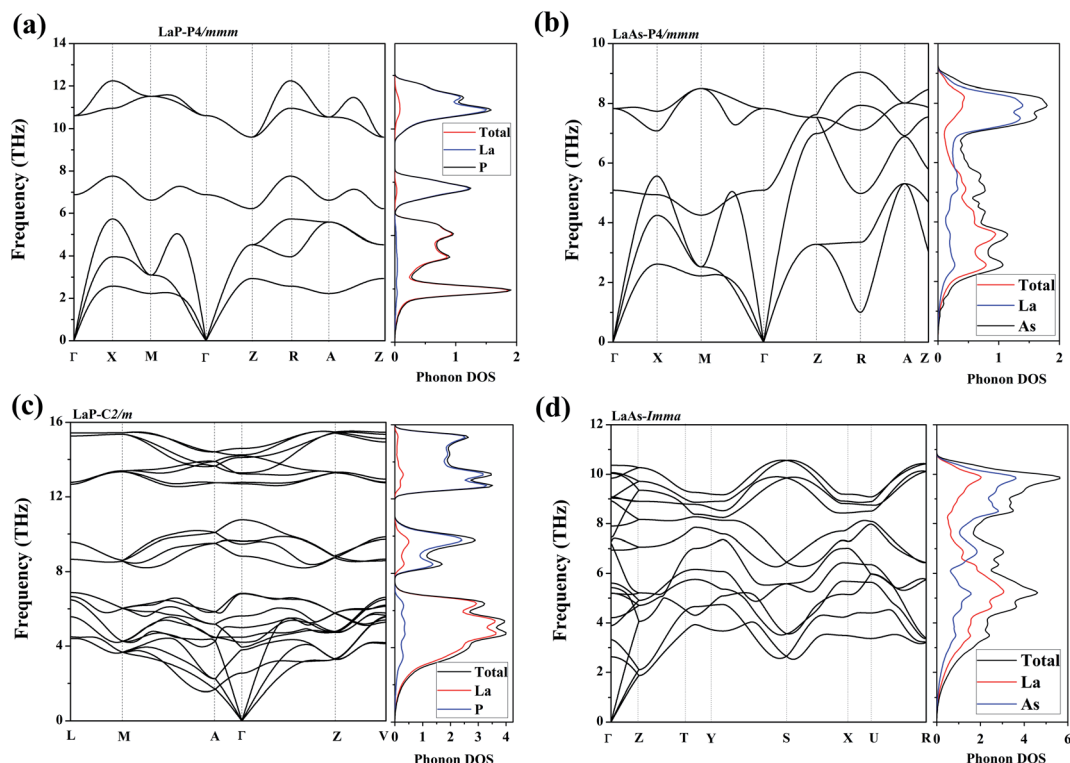 (a)
LaP-P4/mmm
Frequency (THz)
14
12
10
8
6
4
2
0
Γ X M Γ Z R A Z
Total
La
P
0 1 2
Phonon DOS
(b)
LaAs-P4/mmm
Frequency (THz)
10
8
6
4
2
0
Γ X M Γ Z R A Z
Total
La
As
0 1 2
Phonon DOS
(c)
LaP-C2/m
Frequency (THz)
16
12
8
4
0
L M A Γ Z V
Total
La
P
0 1 2 3 4
Phonon DOS
(d)
LaAs-Imma
Frequency (THz)
12
10
8
6
4
2
0
Γ Z T Y S X U R
Total
La
As
0 2 4 6
Phonon DOS